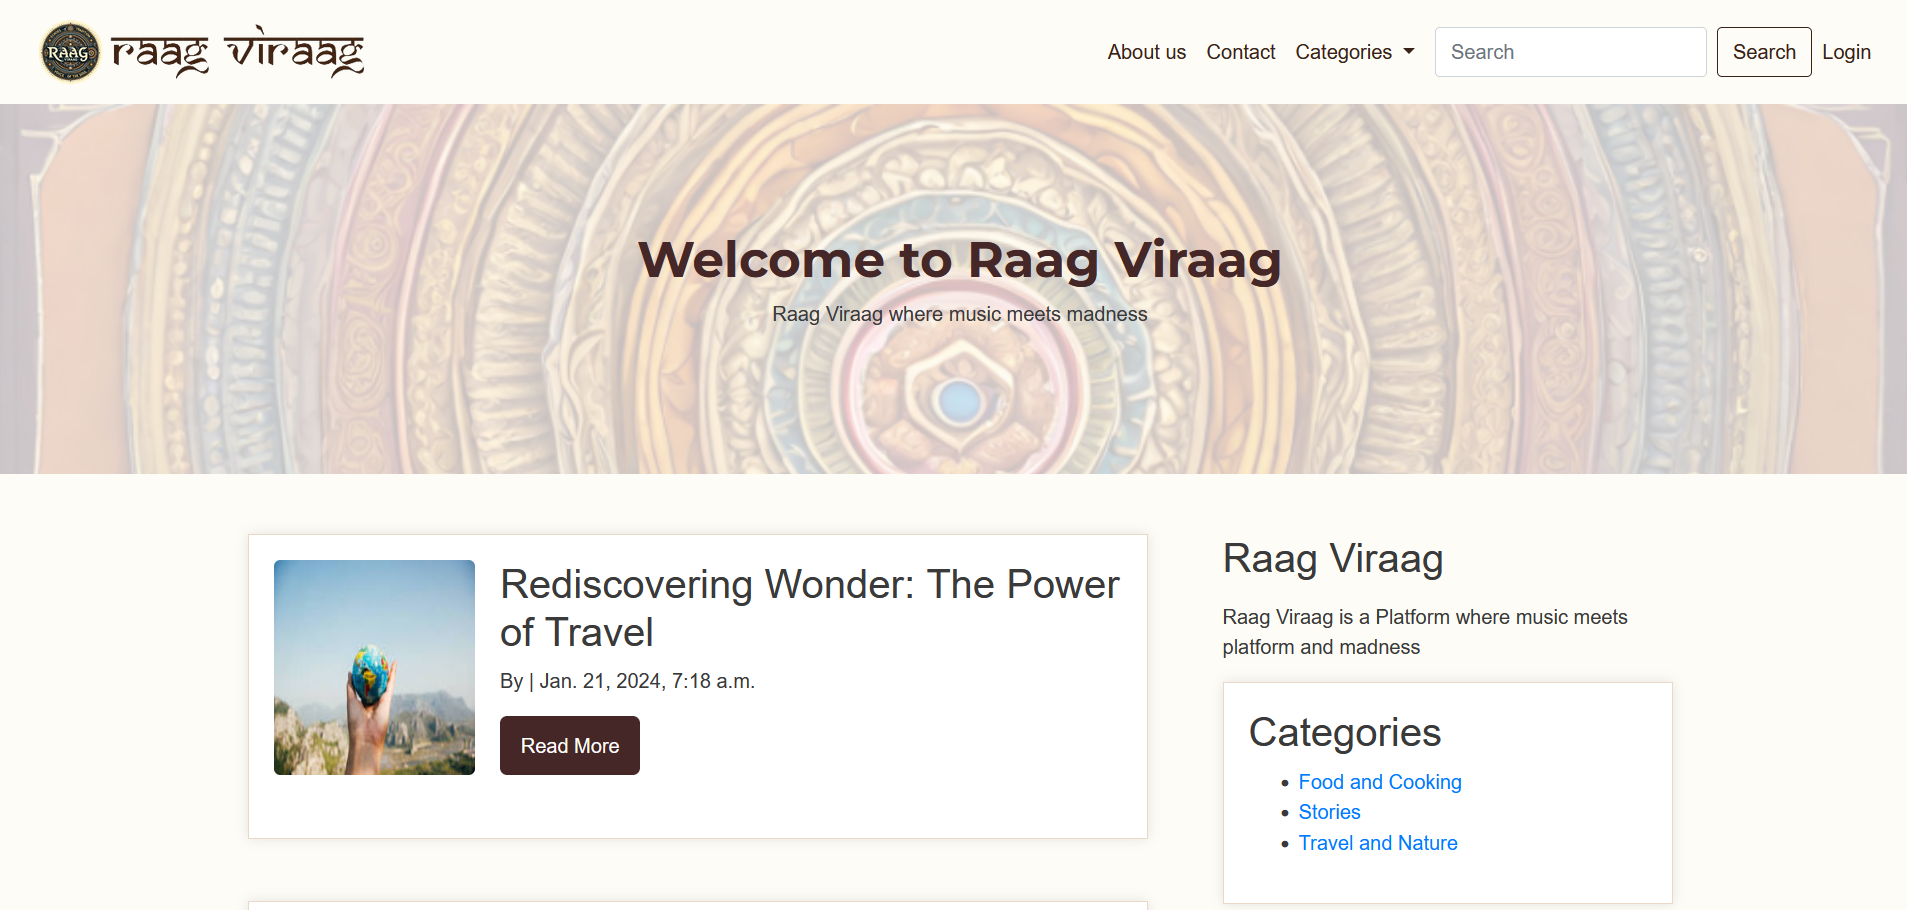 RAAG
raag viraag
About us Contact Categories Search Search Login
Welcome to Raag Viraag
Raag Viraag where music meets madness
Rediscovering Wonder: The Power
of Travel
By | Jan. 21, 2024, 7:18 a.m.
Read More
Raag Viraag
Raag Viraag is a Platform where music meets
platform and madness
Categories
Food and Cooking
Stories
Travel and Nature